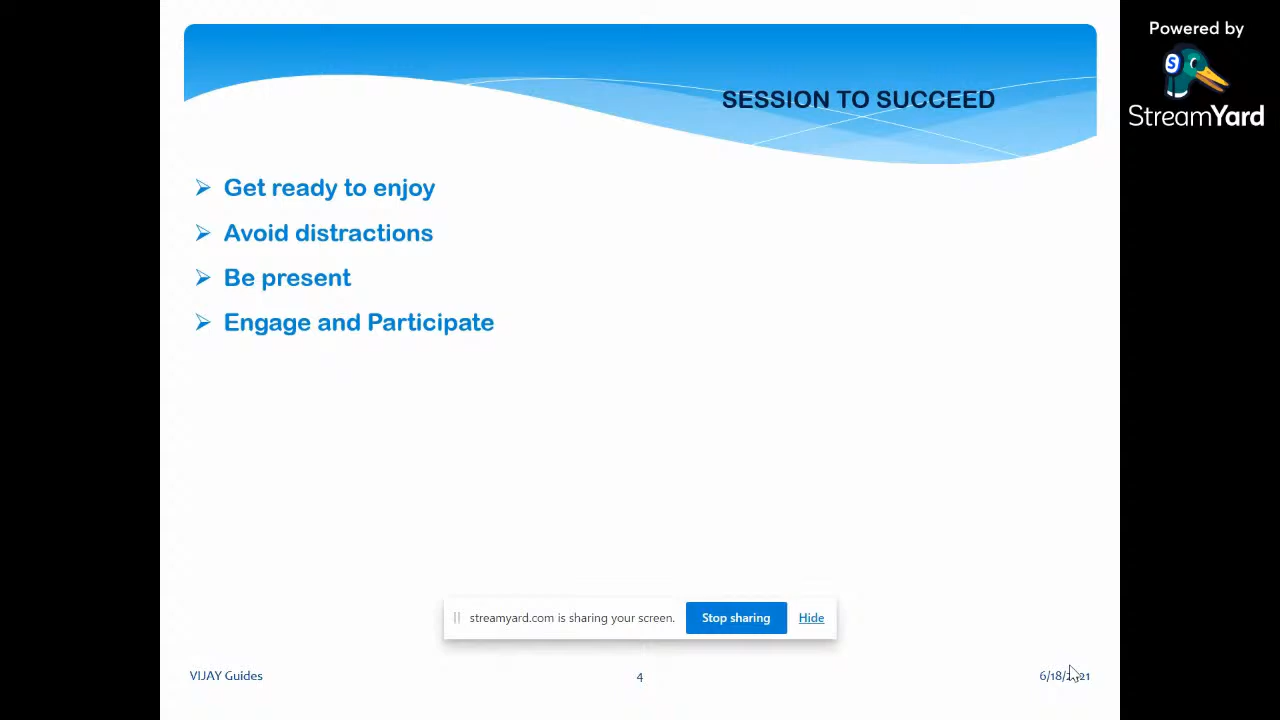 Powered by
StreamYard
SESSION TO SUCCEED
Get ready to enjoy
Avoid distractions
Be present
Engage and Participate
streamyard.com is sharing your screen.
Stop sharing
Hide
VIJAY Guides
4